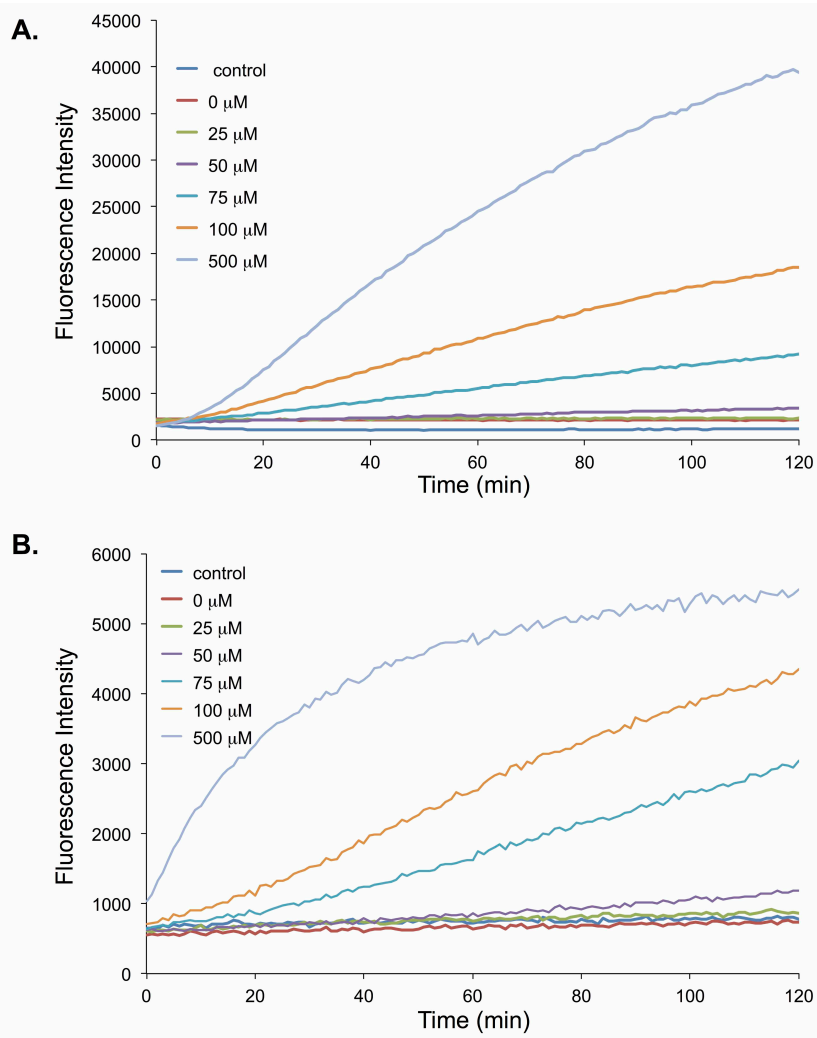 A.
45000
40000
35000
30000
25000
20000
15000
10000
5000
0
Fluorescence Intensity
control
0 μM
25 μM
50 μM
75 μM
100 μM
500 μM
0 20 40 60 80 100 120
Time (min)
B.
6000
5000
4000
3000
2000
1000
0
Fluorescence Intensity
control
0 μM
25 μM
50 μM
75 μM
100 μM
500 μM
0 20 40 60 80 100 120
Time (min)